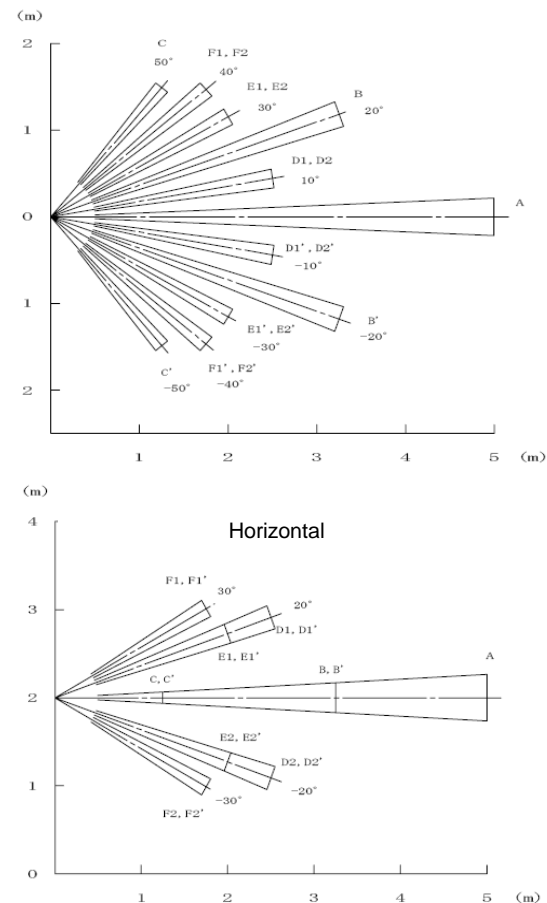 (m)
2
C
50°
F1, F2
40°
E1, E2
30°
B
20°
1
D1, D2
10°
A
0
D1', D2'
-10°
1
E1', E2'
-30°
B'
-20°
C'
-50°
F1', F2'
-40°
2
1 2 3 4 5 (m)
(m)
4
Horizontal
F1, F1'
30°
3
20°
D1, D1'
E1, E1'
A
B, B'
C, C'
2
E2, E2'
D2, D2'
-20°
-30°
1
F2, F2'
0
1 2 3 4 5 (m)